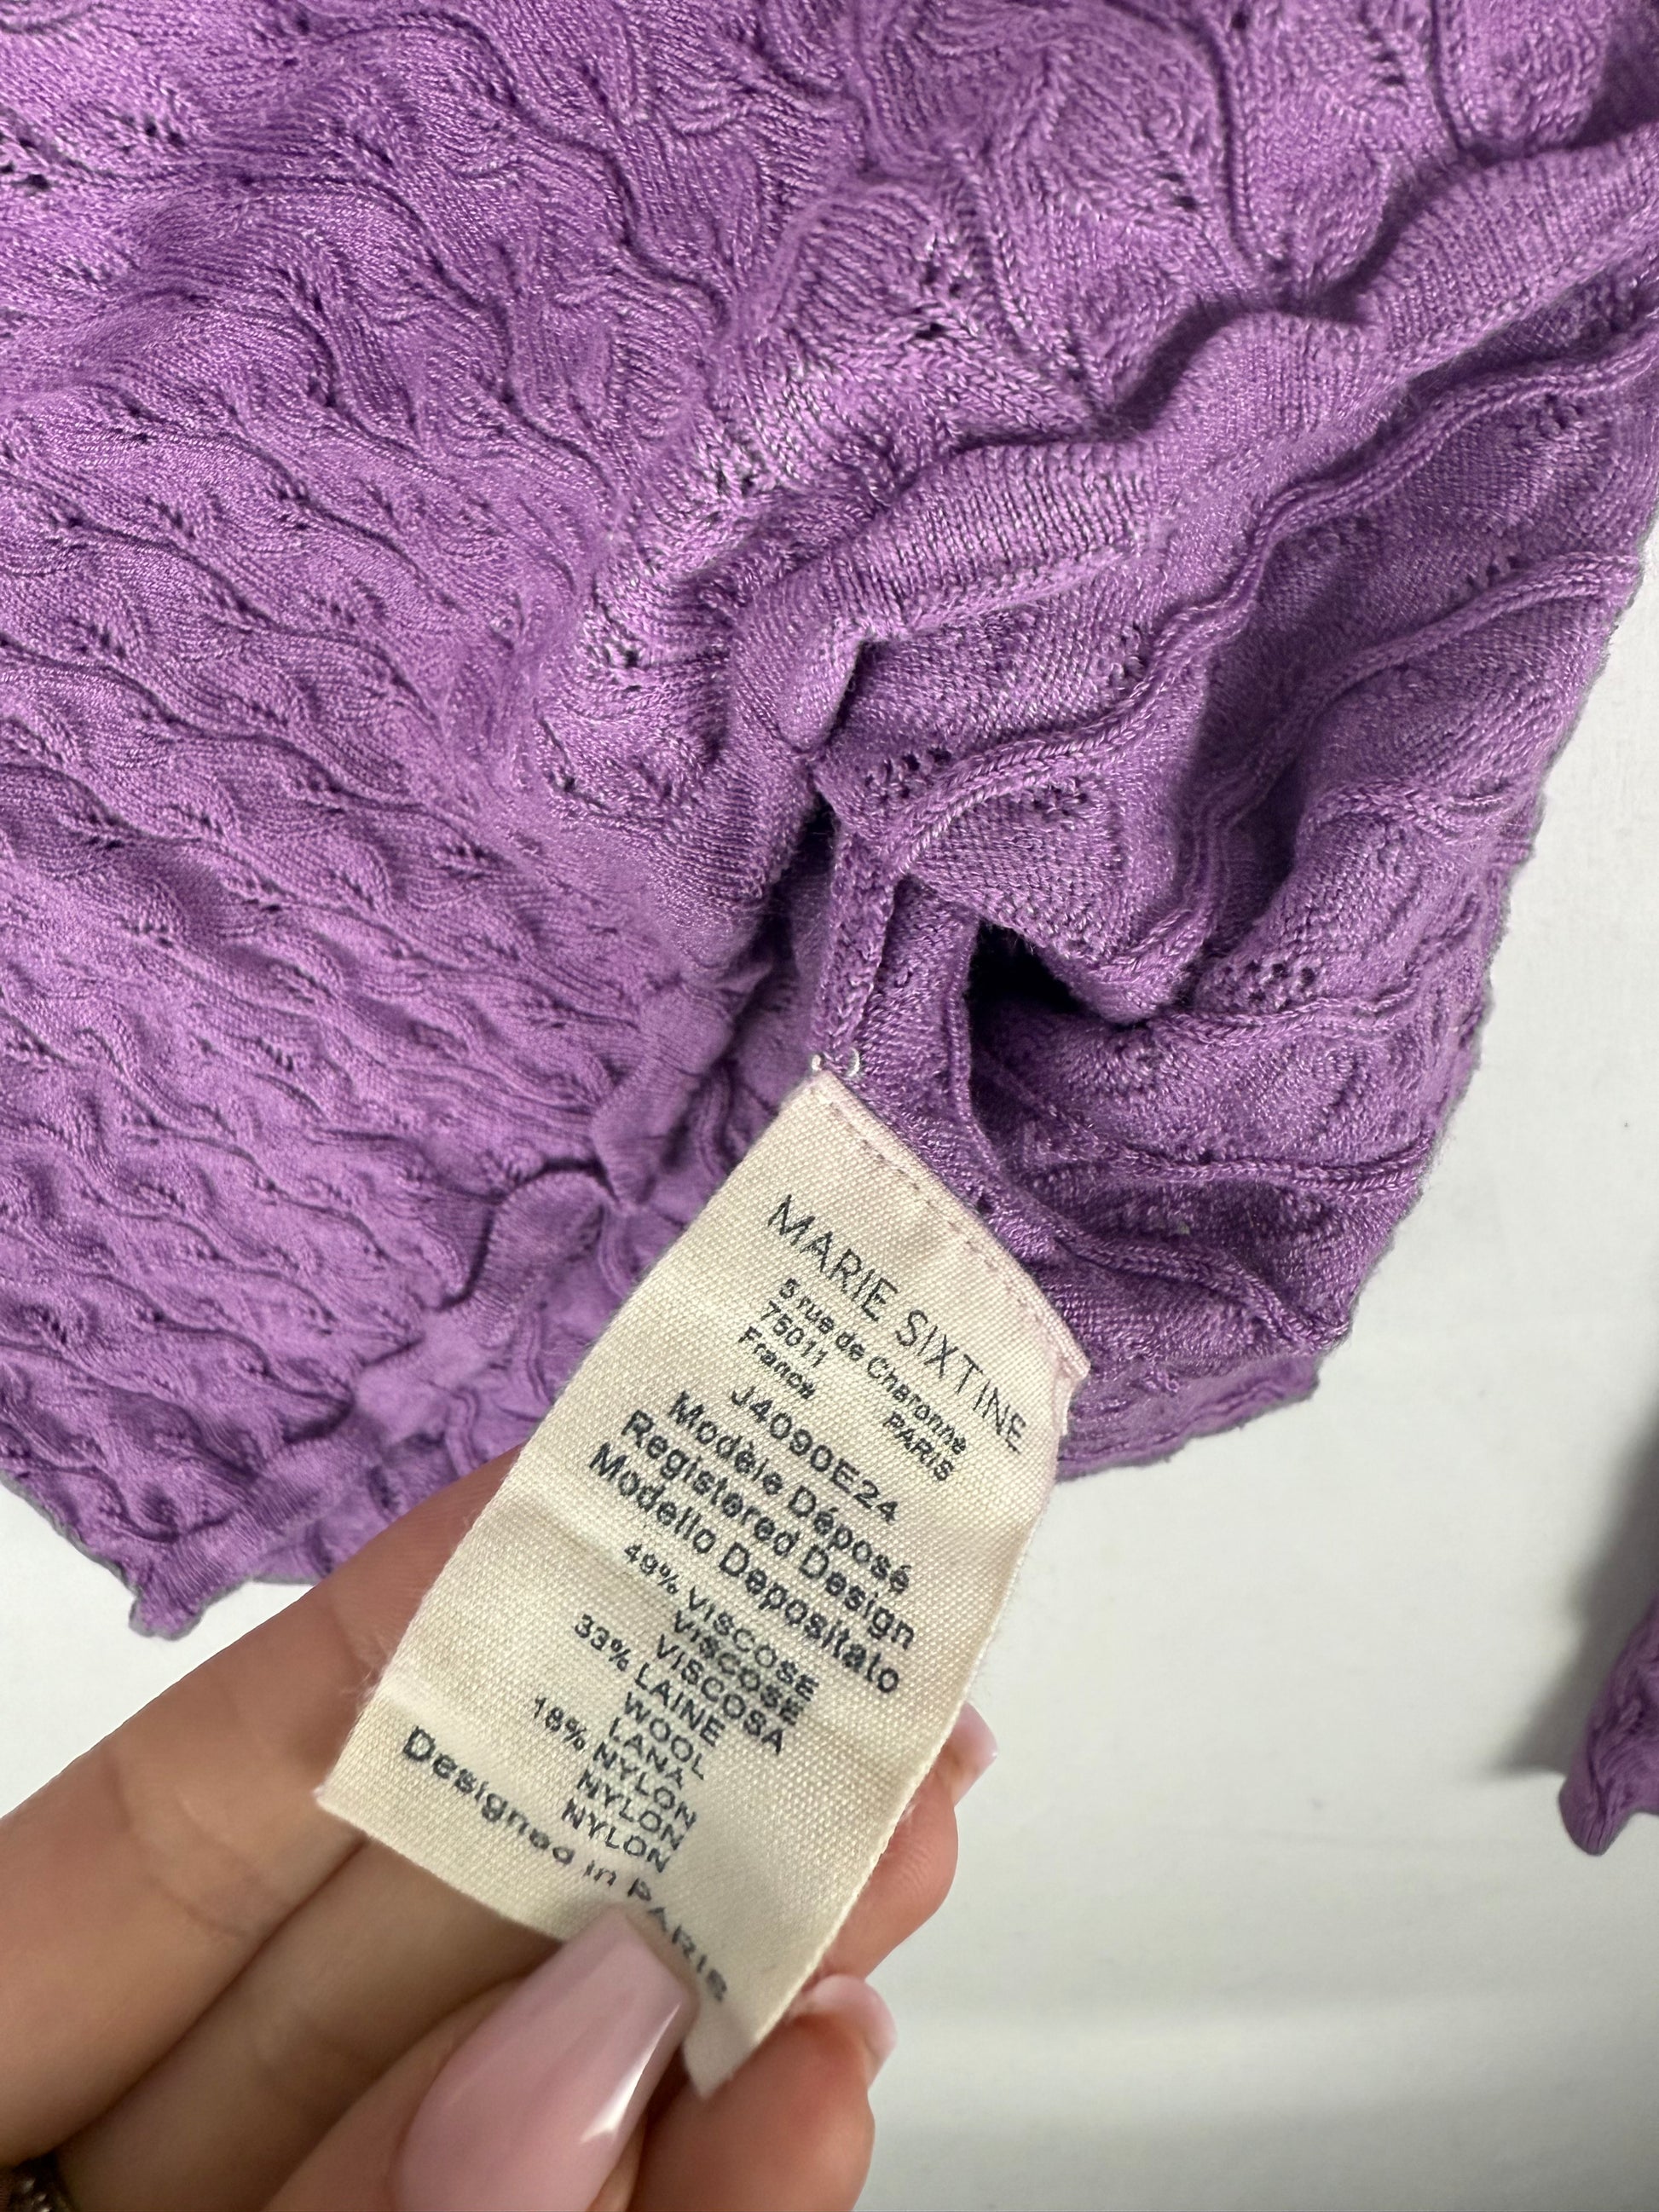 MARIE SIXTINE
5 rue de Charonne
75011 PARIS
France
J4090E24
Modèle Déposé
Registered Design
Modello Depositato
49% VISCOSE
VISCOSE
VISCOSA
33% LAINE
WOOL
LANA
18% NYLON
NYLON
NYLON
Designed in PARIS